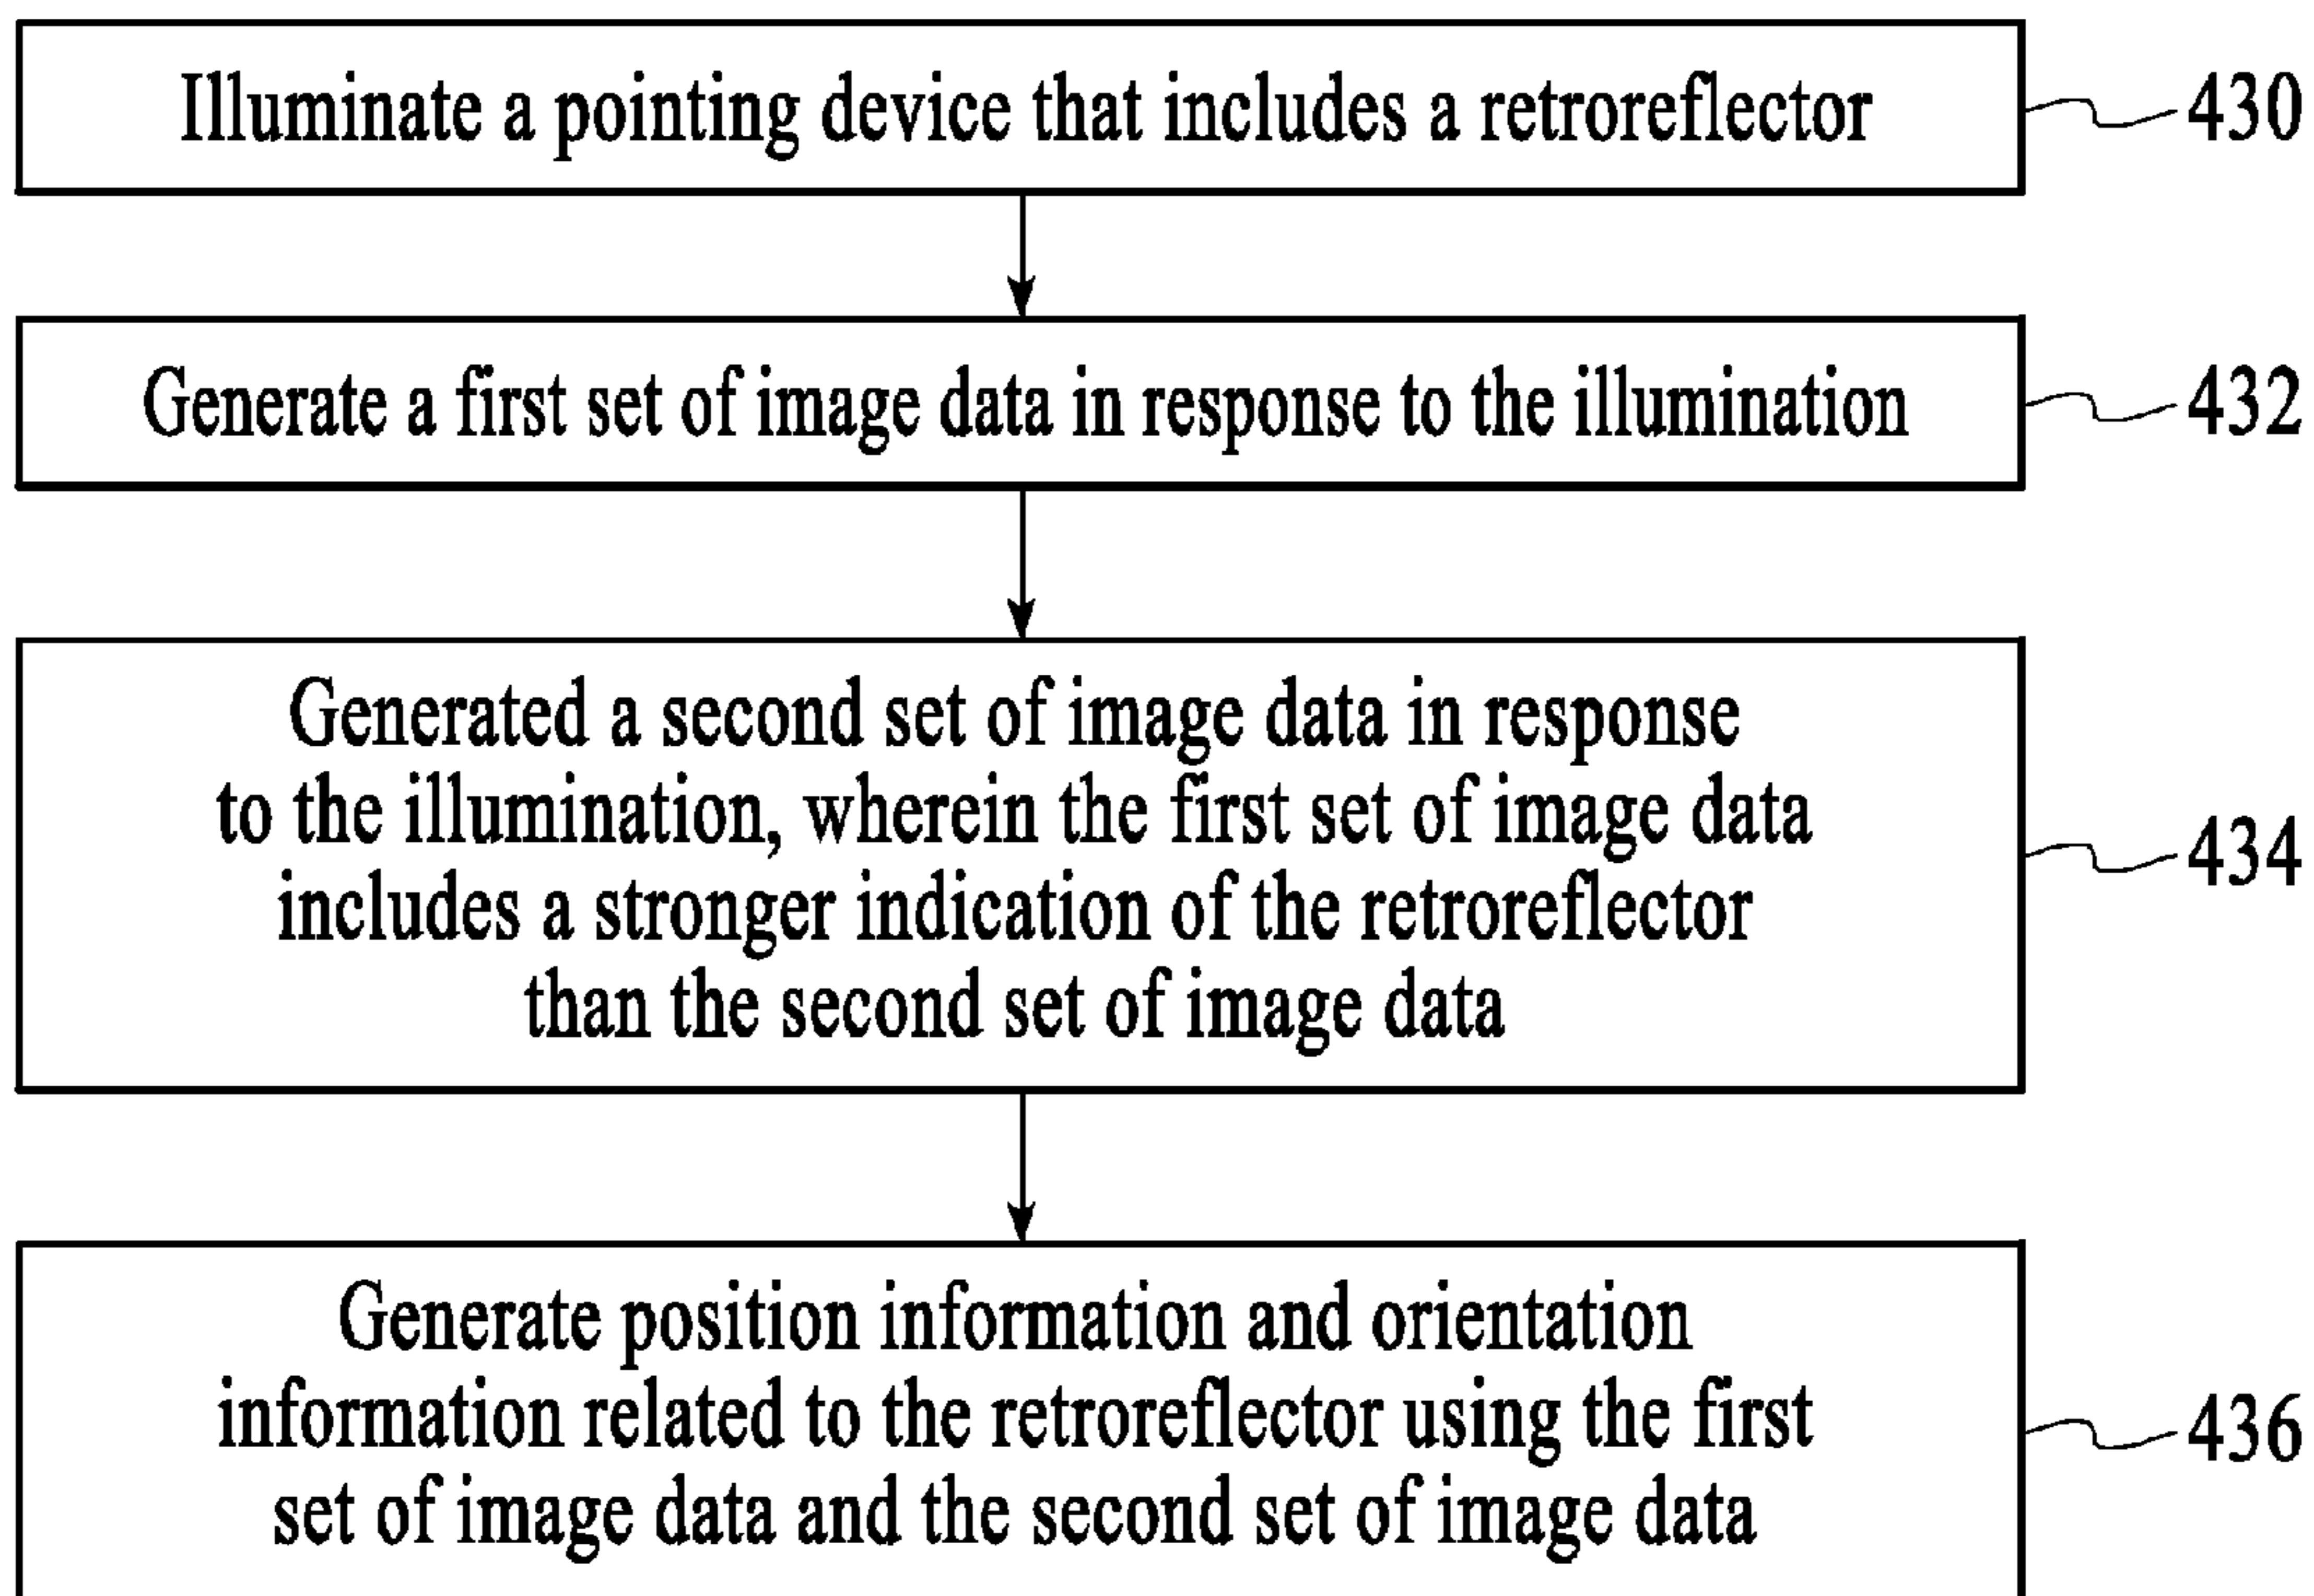 Illuminate a pointing device that includes a retroreflector
430
Generate a first set of image data in response to the illumination
432
Generated a second set of image data in response
to the illumination, wherein the first set of image data
includes a stronger indication of the retroreflector
than the second set of image data
434
Generate position information and orientation
information related to the retroreflector using the first
set of image data and the second set of image data
436